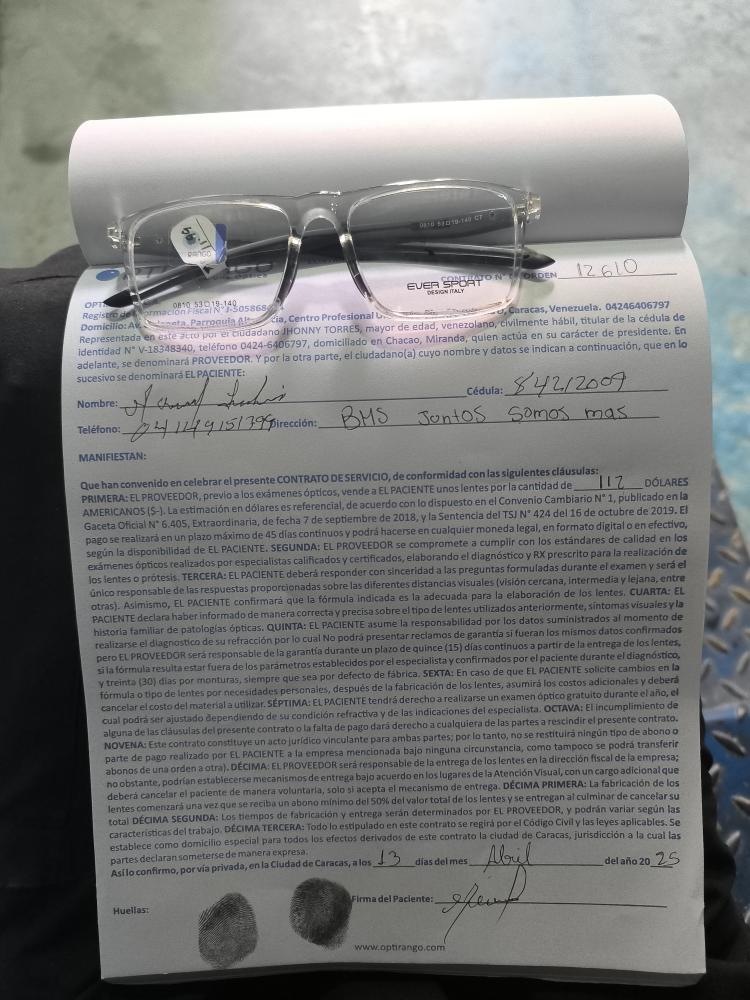 0810 53□19-140 CT
RANGO
OPTIRANGO
CONTRATO N° ORDEN 12610
0810 53□19-140
EVER SPORT
DESIGN ITALY
Registro de Información Fiscal N° J-505868 Caracas, Venezuela. 04246406797
Domicilio: Av. Parroquia Centro Profesional
Representada en este acto por el ciudadano JHONNY TORRES, mayor de edad, venezolano, civilmente hábil, titular de la cédula de
identidad N° V-18348340, teléfono 0424-6406797, domiciliado en Chacao, Miranda, quien actúa en su carácter de presidente. En
adelante, se denominará PROVEEDOR. Y por la otra parte, el ciudadano(a) cuyo nombre y datos se indican a continuación, que en lo
sucesivo se denominará EL PACIENTE:
Nombre: Cédula: 84212009
Teléfono: Dirección: BMS Juntos Somos mas
MANIFIESTAN:
Que han convenido en celebrar el presente CONTRATO DE SERVICIO, de conformidad con las siguientes cláusulas:
PRIMERA: EL PROVEEDOR, previo a los exámenes ópticos, vende a EL PACIENTE unos lentes por la cantidad de 112 DÓLARES
AMERICANOS ($-). La estimación en dólares es referencial, de acuerdo con lo dispuesto en el Convenio Cambiario N° 1, publicado en la
Gaceta Oficial N° 6.405, Extraordinaria, de fecha 7 de septiembre de 2018, y la Sentencia del TSJ N° 424 del 16 de octubre de 2019. El
pago se realizará en un plazo máximo de 45 días continuos y podrá hacerse en cualquier moneda legal, en formato digital o en efectivo,
según la disponibilidad de EL PACIENTE. SEGUNDA: EL PROVEEDOR se compromete a cumplir con los estándares de calidad en los
exámenes ópticos realizados por especialistas calificados y certificados, elaborando el diagnóstico y RX prescrito para la realización de
los lentes o prótesis. TERCERA: EL PACIENTE deberá responder con sinceridad a las preguntas formuladas durante el examen y será el
único responsable de las respuestas proporcionadas sobre las diferentes distancias visuales (visión cercana, intermedia y lejana, entre
otras). Asimismo, EL PACIENTE confirmará que la fórmula indicada es la adecuada para la elaboración de los lentes. CUARTA: EL
PACIENTE declara haber informado de manera correcta y precisa sobre el tipo de lentes utilizados anteriormente, síntomas visuales y la
historia familiar de patologías ópticas. QUINTA: EL PACIENTE asume la responsabilidad por los datos suministrados al momento de
realizarse el diagnostico de su refracción por lo cual No podrá presentar reclamos de garantía si fueran los mismos datos confirmados
pero EL PROVEEDOR será responsable de la garantía durante un plazo de quince (15) días continuos a partir de la entrega de los lentes,
y treinta (30) días por monturas, siempre que sea por defecto de fábrica. SEXTA: En caso de que EL PACIENTE solicite cambios en la
si la fórmula resulta estar fuera de los parámetros establecidos por el especialista y confirmados por el paciente durante el diagnóstico,
fórmula o tipo de lentes por necesidades personales, después de la fabricación de los lentes, asumirá los costos adicionales y deberá
cancelar el costo del material a utilizar. SÉPTIMA: EL PACIENTE tendrá derecho a realizarse un examen óptico gratuito durante el año, el
cual podrá ser ajustado dependiendo de su condición refractiva y de las indicaciones del especialista. OCTAVA: El incumplimiento de
alguna de las cláusulas del presente contrato o la falta de pago dará derecho a cualquiera de las partes a rescindir el presente contrato.
NOVENA: Este contrato constituye un acto jurídico vinculante para ambas partes; por lo tanto, no se restituirá ningún tipo de abono o
parte de pago realizado por EL PACIENTE a la empresa mencionada bajo ninguna circunstancia, como tampoco se podrá transferir
abonos de una orden a otra). DÉCIMA: EL PROVEEDOR será responsable de la entrega de los lentes en la dirección fiscal de la empresa;
no obstante, podrían establecerse mecanismos de entrega bajo acuerdo en los lugares de la Atención Visual, con un cargo adicional que
deberá cancelar el paciente de manera voluntaria, solo si acepta el mecanismo de entrega. DÉCIMA PRIMERA: La fabricación de los
lentes comenzará una vez que se reciba un abono mínimo del 50% del valor total de los lentes y se entregan al culminar de cancelar su
total DÉCIMA SEGUNDA: Los tiempos de fabricación y entrega serán determinados por EL PROVEEDOR, y podrán variar según las
características del trabajo. DÉCIMA TERCERA: Todo lo estipulado en este contrato se regirá por el Código Civil y las leyes aplicables. Se
establece como domicilio especial para todos los efectos derivados de este contrato la ciudad de Caracas, jurisdicción a la cual las
partes declaran someterse de manera expresa.
Así lo confirmo, por vía privada, en la Ciudad de Caracas, a los 13 días del mes Abril del año 20 25
Huellas: Firma del Paciente:
www.optirango.com